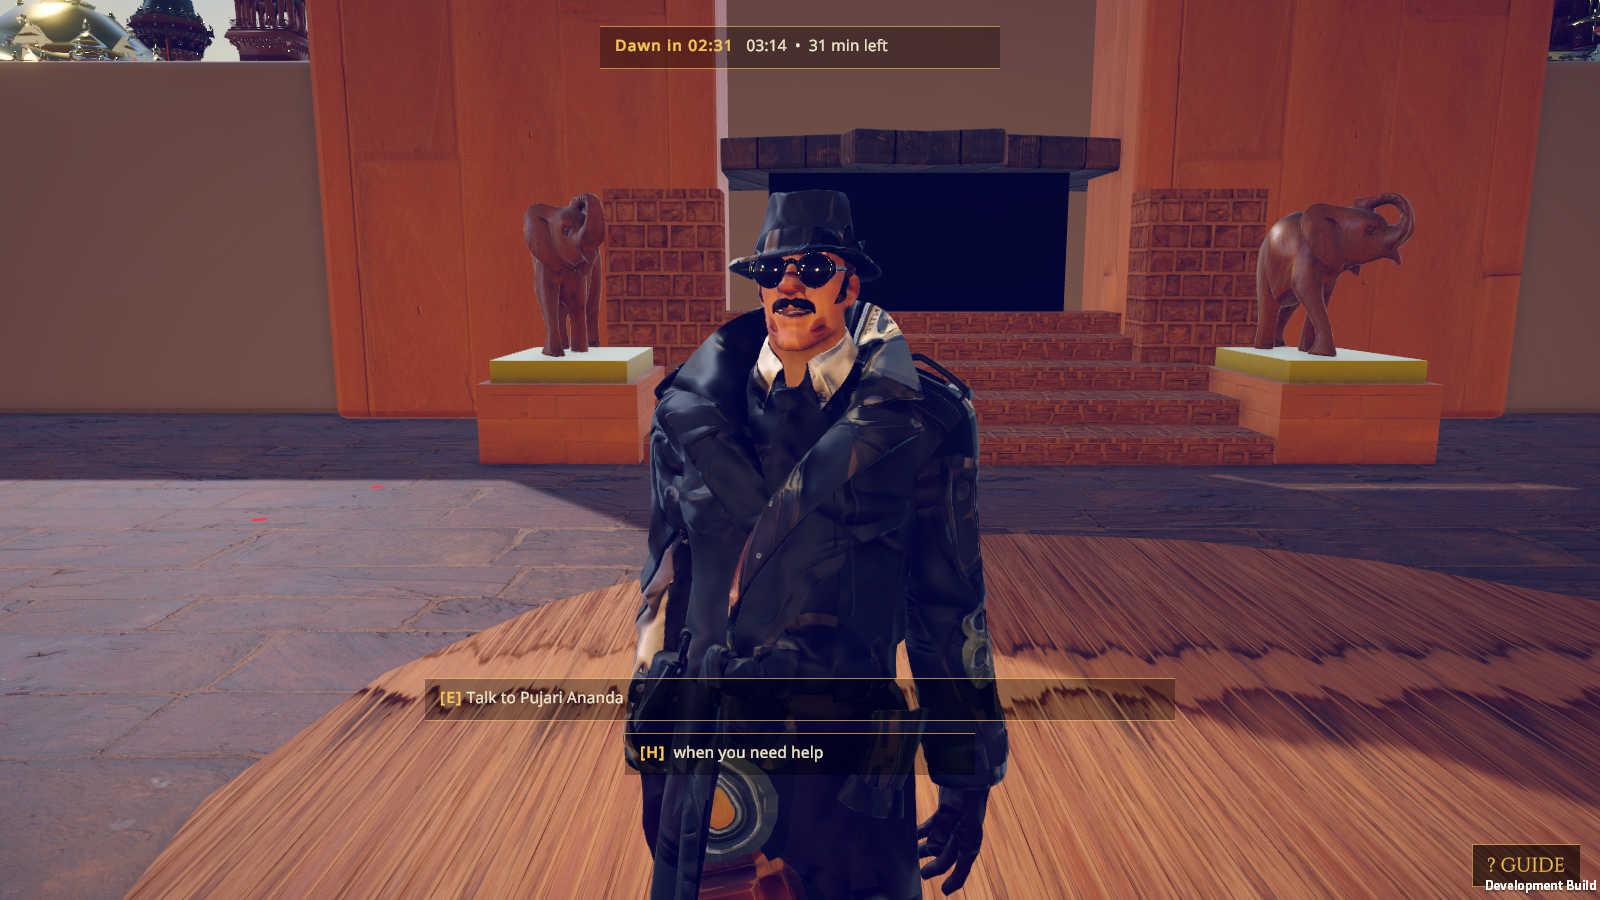 Dawn in 02:31 03:14 • 31 min left
[E] Talk to Pujari Ananda
[H] when you need help
? GUIDE
Development Build